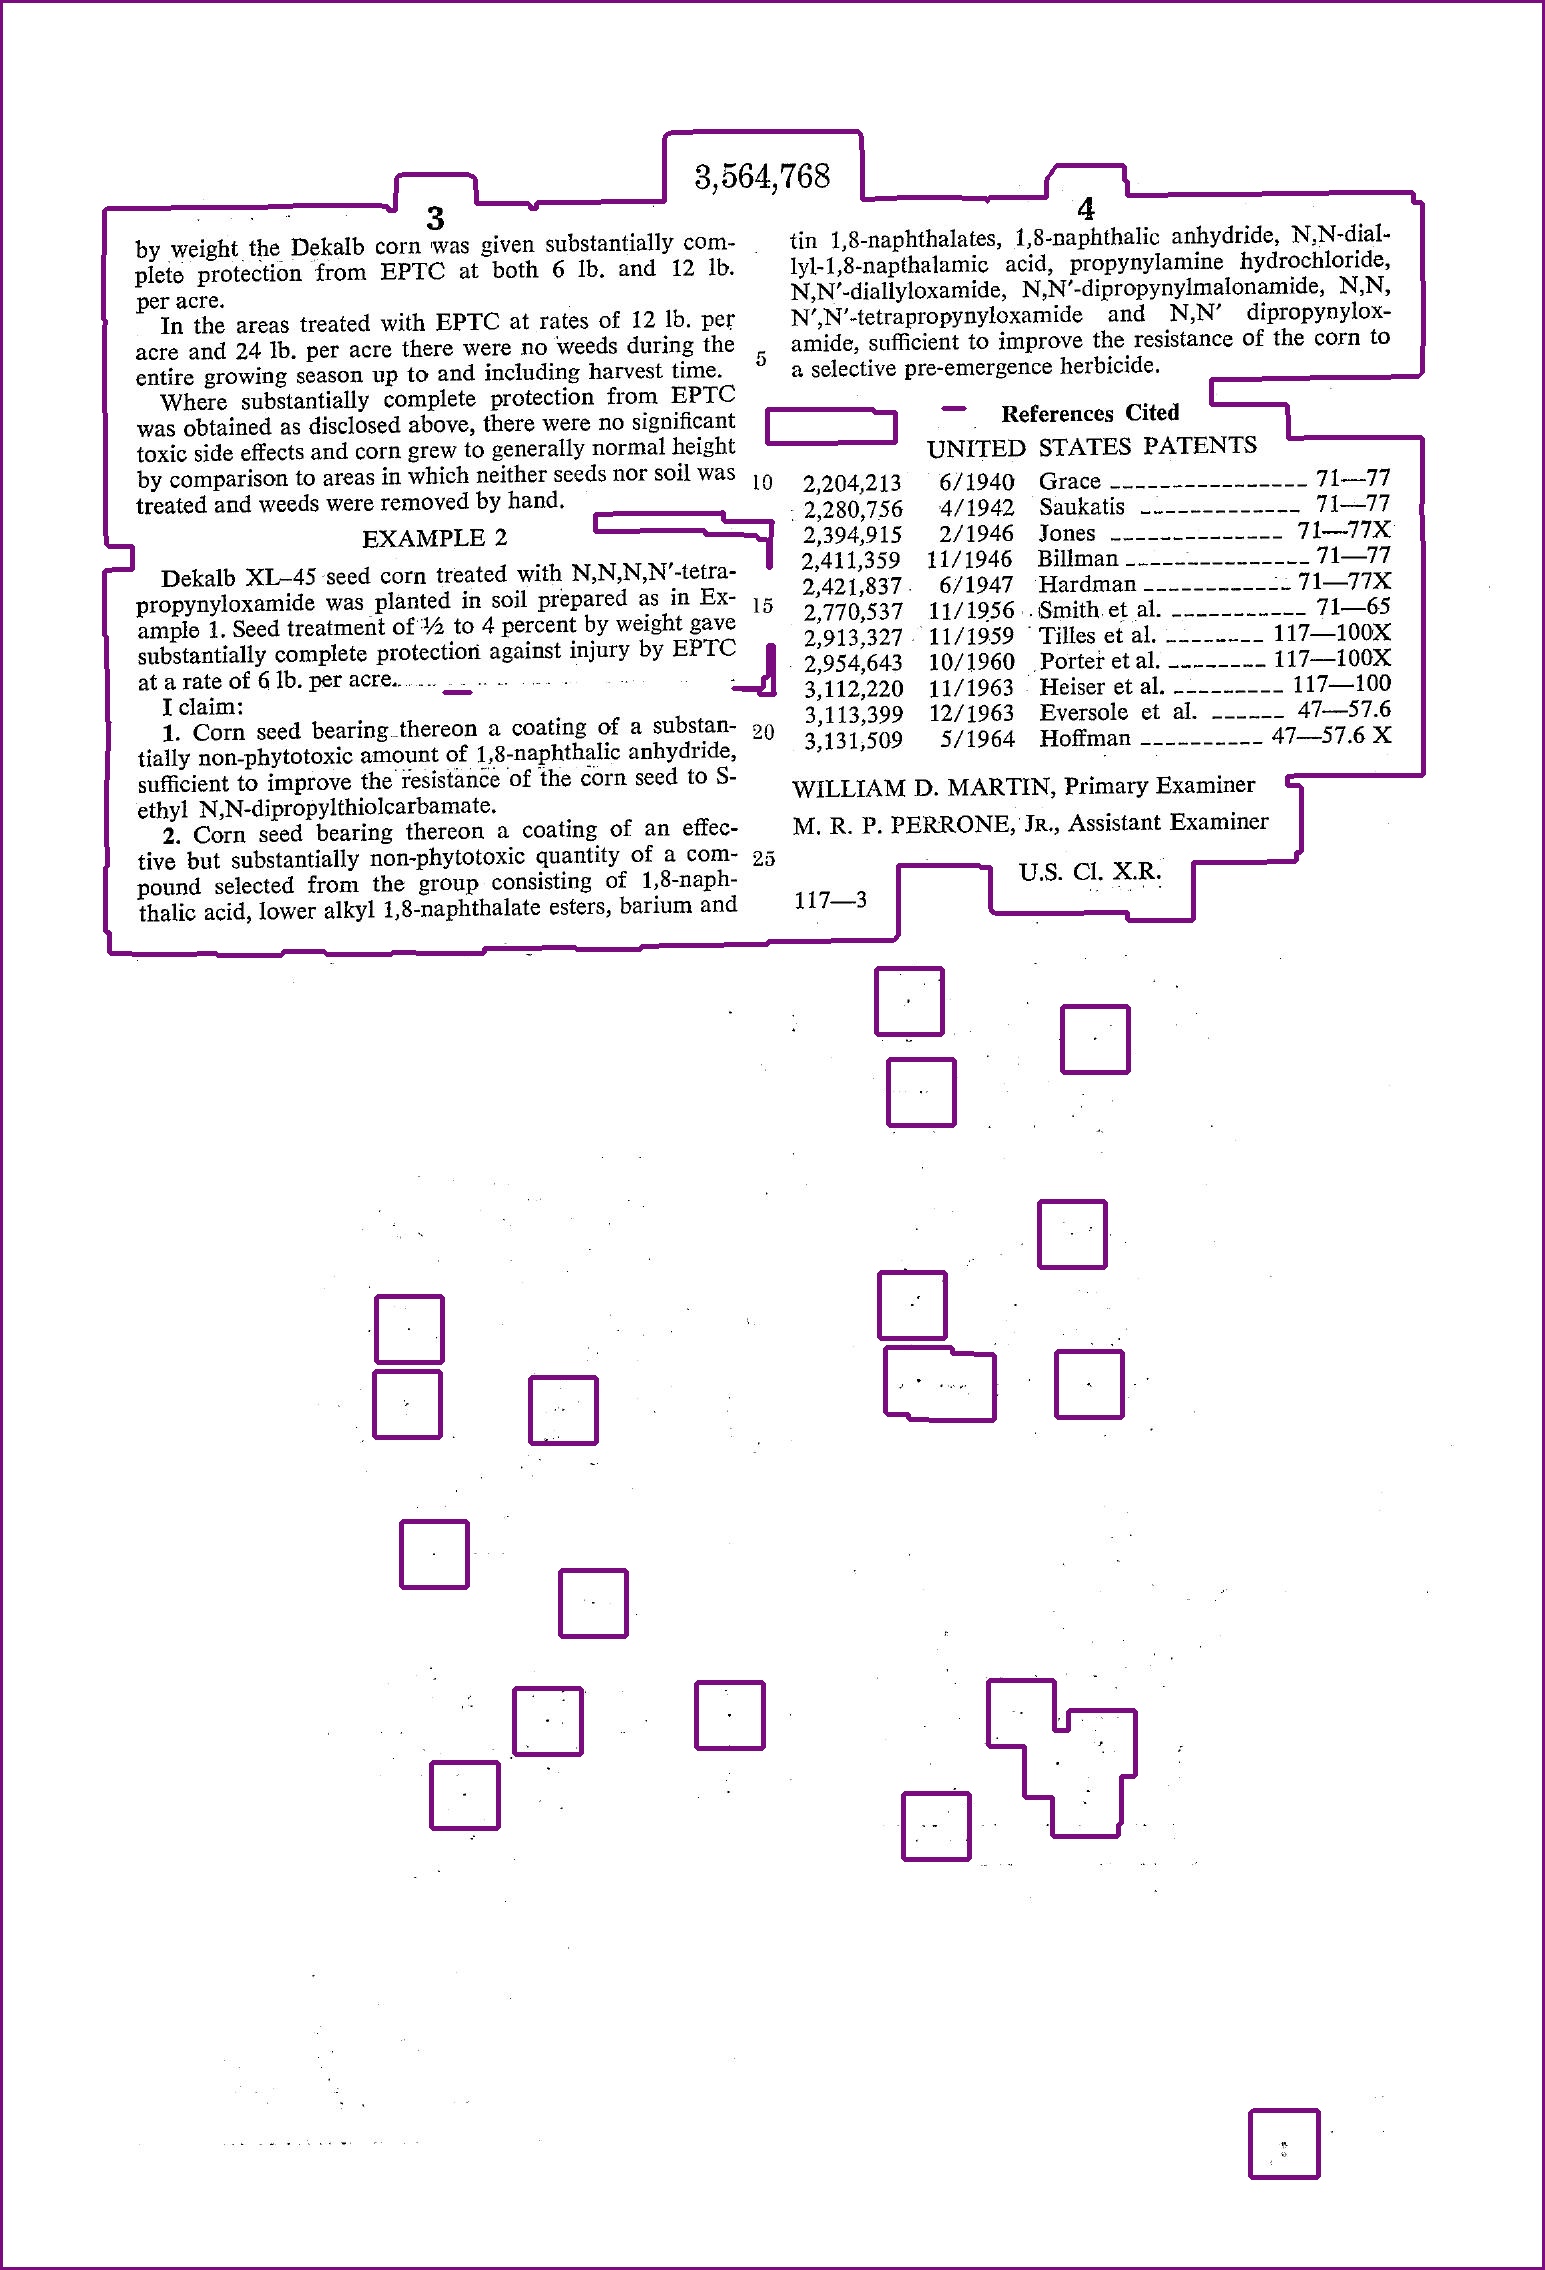 3,564,768
3
by weight the Dekalb corn was given substantially com-
plete protection from EPTC at both 6 lb. and 12 lb.
per acre.
In the areas treated with EPTC at rates of 12 lb. per
acre and 24 lb. per acre there were no weeds during the
entire growing season up to and including harvest time.
Where substantially complete protection from EPTC
was obtained as disclosed above, there were no significant
toxic side effects and corn grew to generally normal height
by comparison to areas in which neither seeds nor soil was
treated and weeds were removed by hand.
EXAMPLE 2
Dekalb XL–45 seed corn treated with N,N,N,N'-tetra-
propynyloxamide was planted in soil prepared as in Ex-
ample 1. Seed treatment of ½ to 4 percent by weight gave
substantially complete protection against injury by EPTC
at a rate of 6 lb. per acre.
I claim:
1. Corn seed bearing thereon a coating of a substan-
tially non-phytotoxic amount of 1,8-naphthalic anhydride,
sufficient to improve the resistance of the corn seed to S-
ethyl N,N-dipropylthiolcarbamate.
2. Corn seed bearing thereon a coating of an effec-
tive but substantially non-phytotoxic quantity of a com-
pound selected from the group consisting of 1,8-naph-
thalic acid, lower alkyl 1,8-naphthalate esters, barium and
5
10
15
20
25
4
tin 1,8-naphthalates, 1,8-naphthalic anhydride, N,N-dial-
lyl-1,8-napthalamic acid, propynylamine hydrochloride,
N,N'-diallyloxamide, N,N'-dipropynylmalonamide, N,N,
N',N'-tetrapropynyloxamide and N,N' dipropynylox-
amide, sufficient to improve the resistance of the corn to
a selective pre-emergence herbicide.
References Cited
UNITED STATES PATENTS
2,204,213 6/1940 Grace ---------------- 71—77
2,280,756 4/1942 Saukatis ------------- 71—77
2,394,915 2/1946 Jones -------------- 71—77X
2,411,359 11/1946 Billman --------------- 71—77
2,421,837 6/1947 Hardman ------------ 71—77X
2,770,537 11/1956 Smith et al. ----------- 71—65
2,913,327 11/1959 Tilles et al. -------- 117—100X
2,954,643 10/1960 Porter et al. -------- 117—100X
3,112,220 11/1963 Heiser et al. --------- 117—100
3,113,399 12/1963 Eversole et al. ------ 47—57.6
3,131,509 5/1964 Hoffman ---------- 47—57.6 X
WILLIAM D. MARTIN, Primary Examiner
M. R. P. PERRONE, JR., Assistant Examiner
U.S. Cl. X.R.
117—3